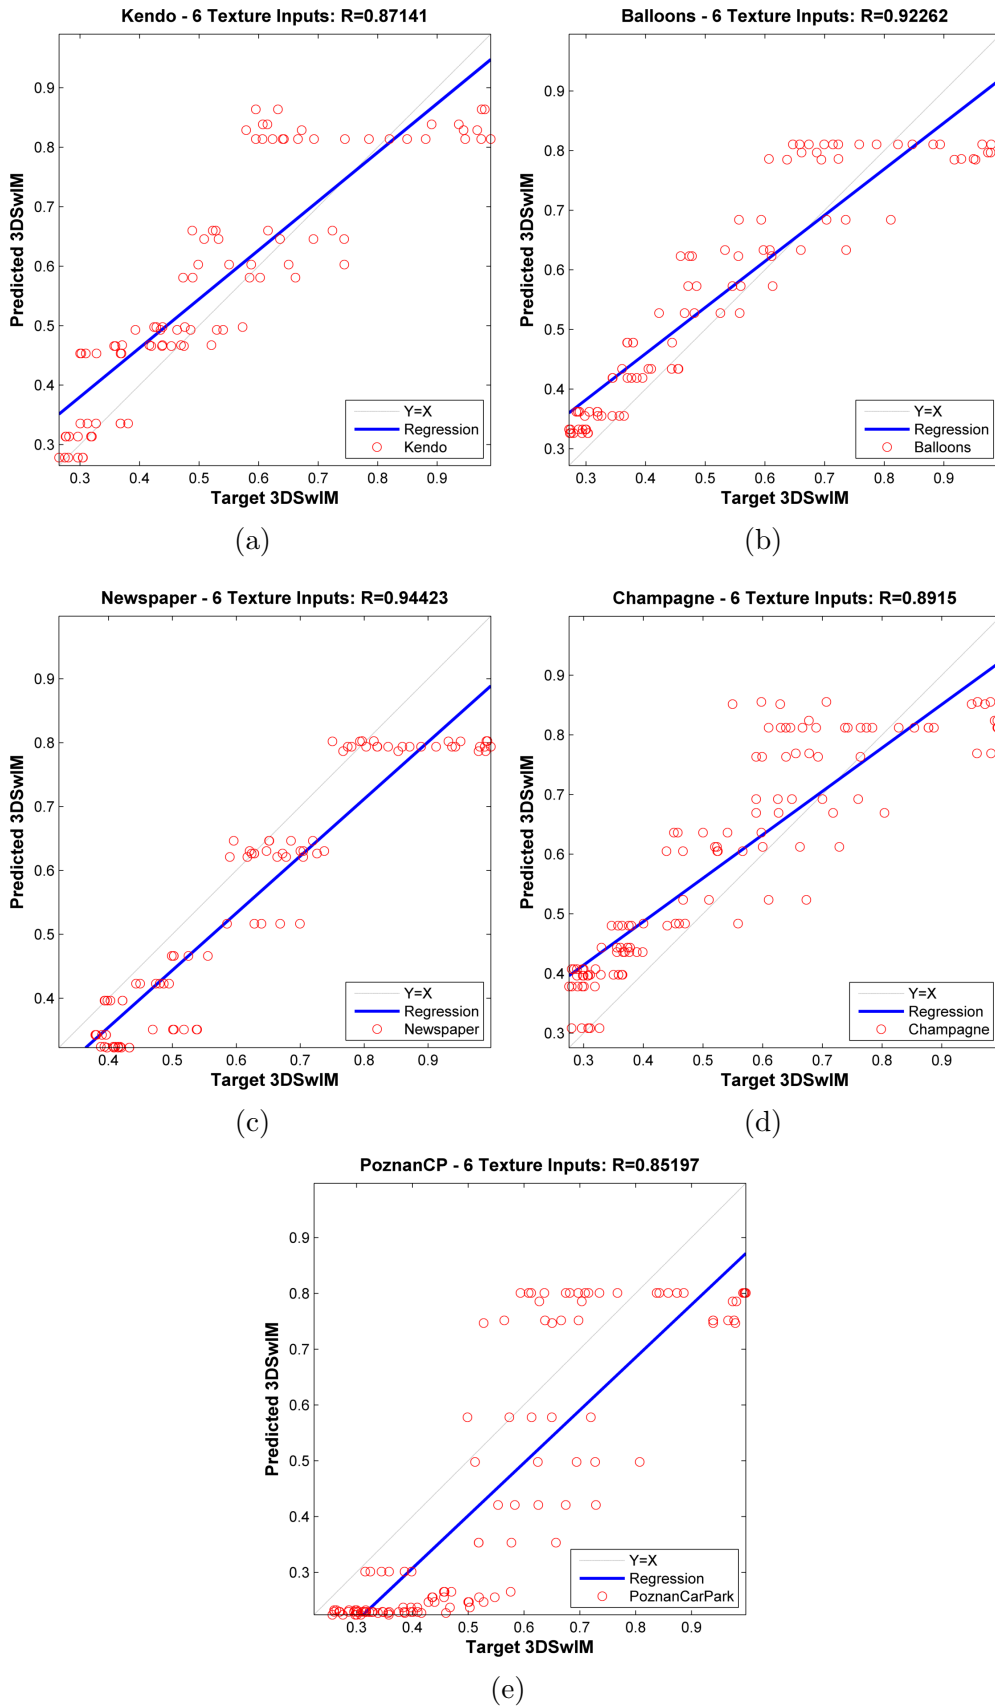 Kendo - 6 Texture Inputs: R=0.87141
Predicted 3DSwIM
0.9
0.8
0.7
0.6
0.5
0.4
0.3
0.3 0.4 0.5 0.6 0.7 0.8 0.9
Target 3DSwIM
Y=X
Regression
Kendo
(a)
Balloons - 6 Texture Inputs: R=0.92262
Predicted 3DSwIM
0.9
0.8
0.7
0.6
0.5
0.4
0.3
0.3 0.4 0.5 0.6 0.7 0.8 0.9
Target 3DSwIM
Y=X
Regression
Balloons
(b)
Newspaper - 6 Texture Inputs: R=0.94423
Predicted 3DSwIM
0.9
0.8
0.7
0.6
0.5
0.4
0.4 0.5 0.6 0.7 0.8 0.9
Target 3DSwIM
Y=X
Regression
Newspaper
(c)
Champagne - 6 Texture Inputs: R=0.8915
Predicted 3DSwIM
0.9
0.8
0.7
0.6
0.5
0.4
0.3
0.3 0.4 0.5 0.6 0.7 0.8 0.9
Target 3DSwIM
Y=X
Regression
Champagne
(d)
PoznanCP - 6 Texture Inputs: R=0.85197
Predicted 3DSwIM
0.9
0.8
0.7
0.6
0.5
0.4
0.3
0.3 0.4 0.5 0.6 0.7 0.8 0.9
Target 3DSwIM
Y=X
Regression
PoznanCarPark
(e)